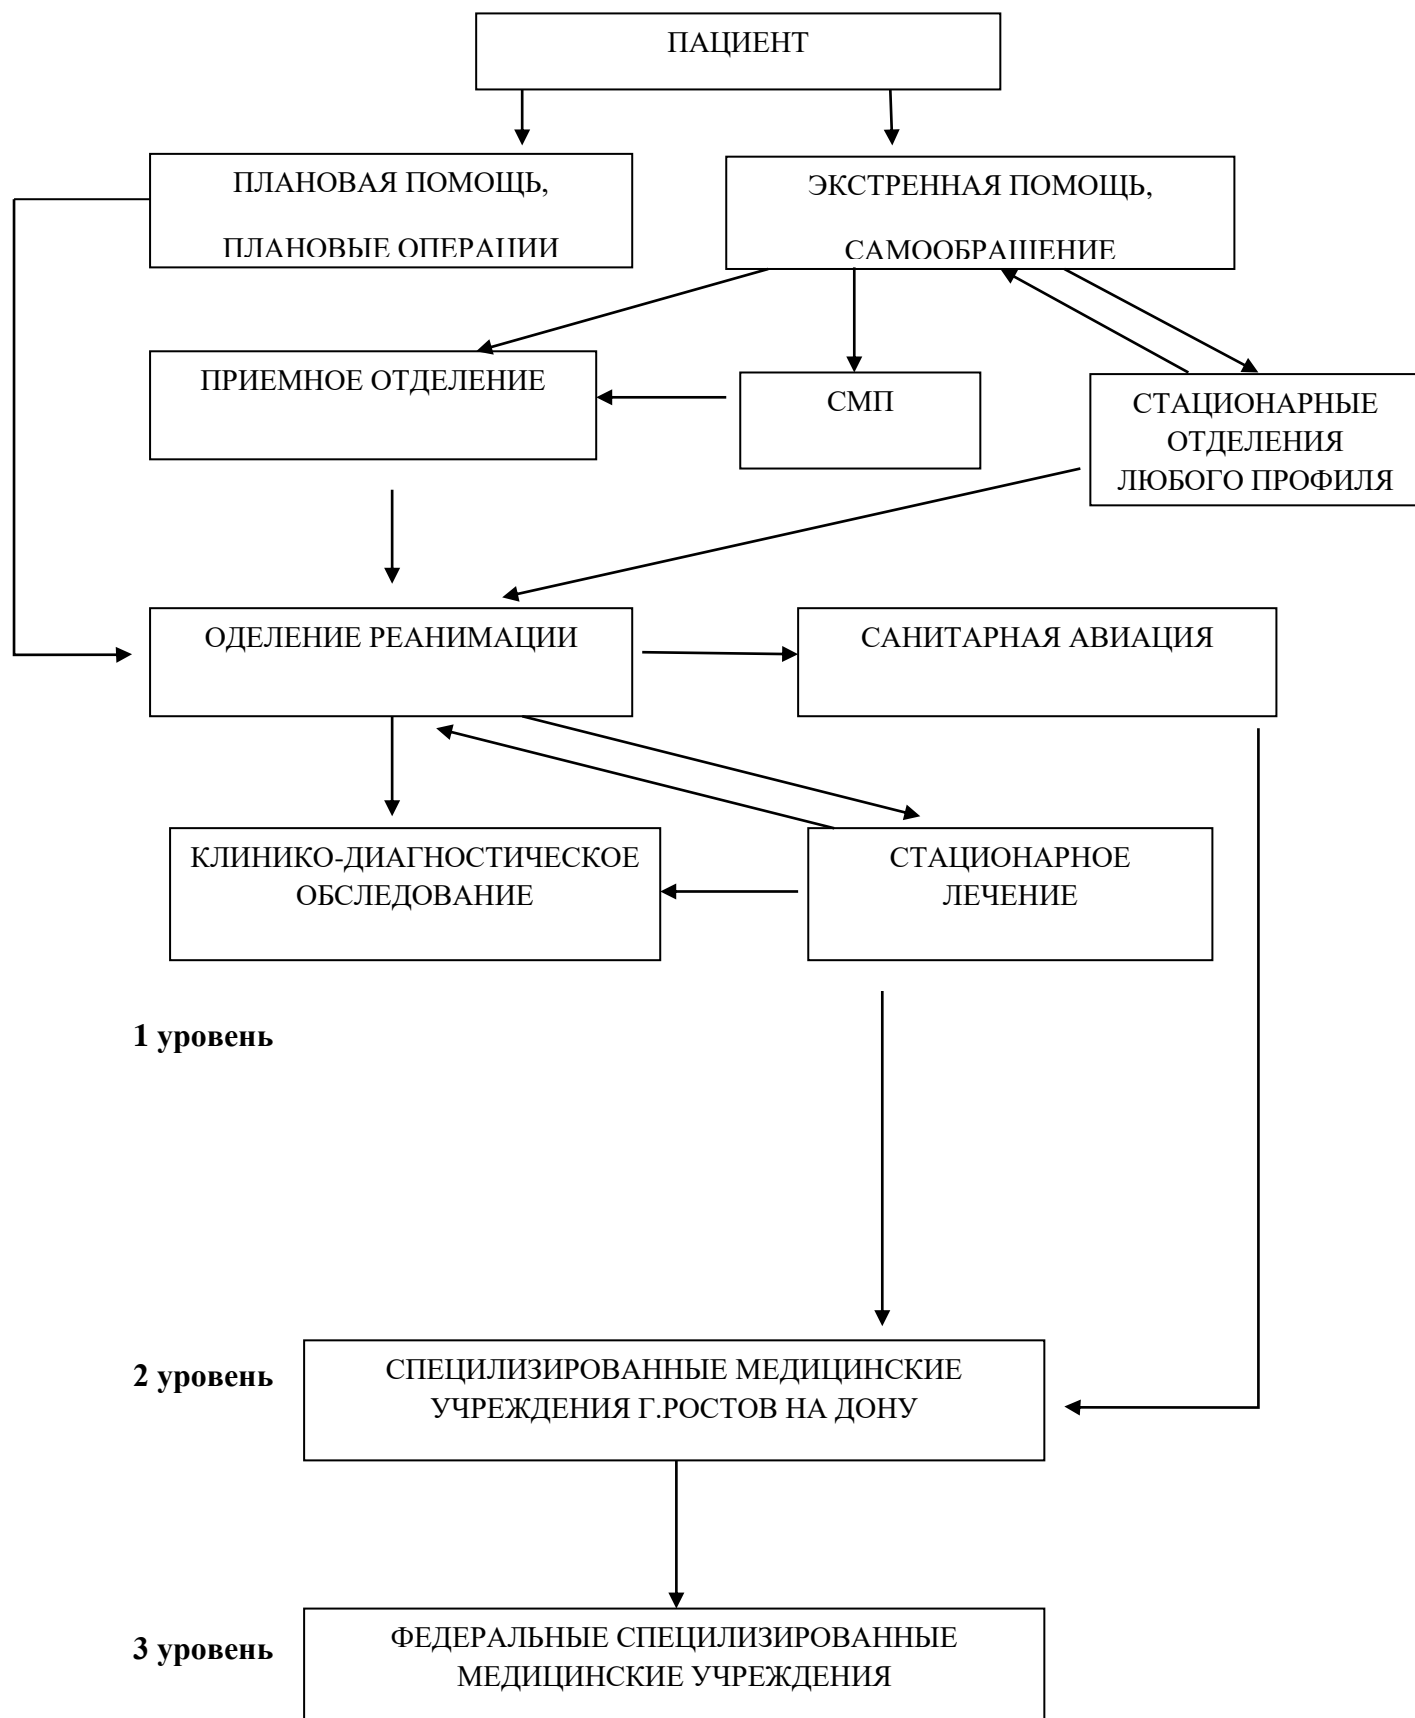 ПАЦИЕНТ
ПЛАНОВАЯ ПОМОЩЬ,
ПЛАНОВЫЕ ОПЕРАЦИИ
ЭКСТРЕННАЯ ПОМОЩЬ,
САМООБРАЩЕНИЕ
ПРИЕМНОЕ ОТДЕЛЕНИЕ
СМП
СТАЦИОНАРНЫЕ
ОТДЕЛЕНИЯ
ЛЮБОГО ПРОФИЛЯ
ОДЕЛЕНИЕ РЕАНИМАЦИИ
САНИТАРНАЯ АВИАЦИЯ
КЛИНИКО-ДИАГНОСТИЧЕСКОЕ
ОБСЛЕДОВАНИЕ
СТАЦИОНАРНОЕ
ЛЕЧЕНИЕ
1 уровень
2 уровень
СПЕЦИЛИЗИРОВАННЫЕ МЕДИЦИНСКИЕ
УЧРЕЖДЕНИЯ Г.РОСТОВ НА ДОНУ
3 уровень
ФЕДЕРАЛЬНЫЕ СПЕЦИЛИЗИРОВАННЫЕ
МЕДИЦИНСКИЕ УЧРЕЖДЕНИЯ